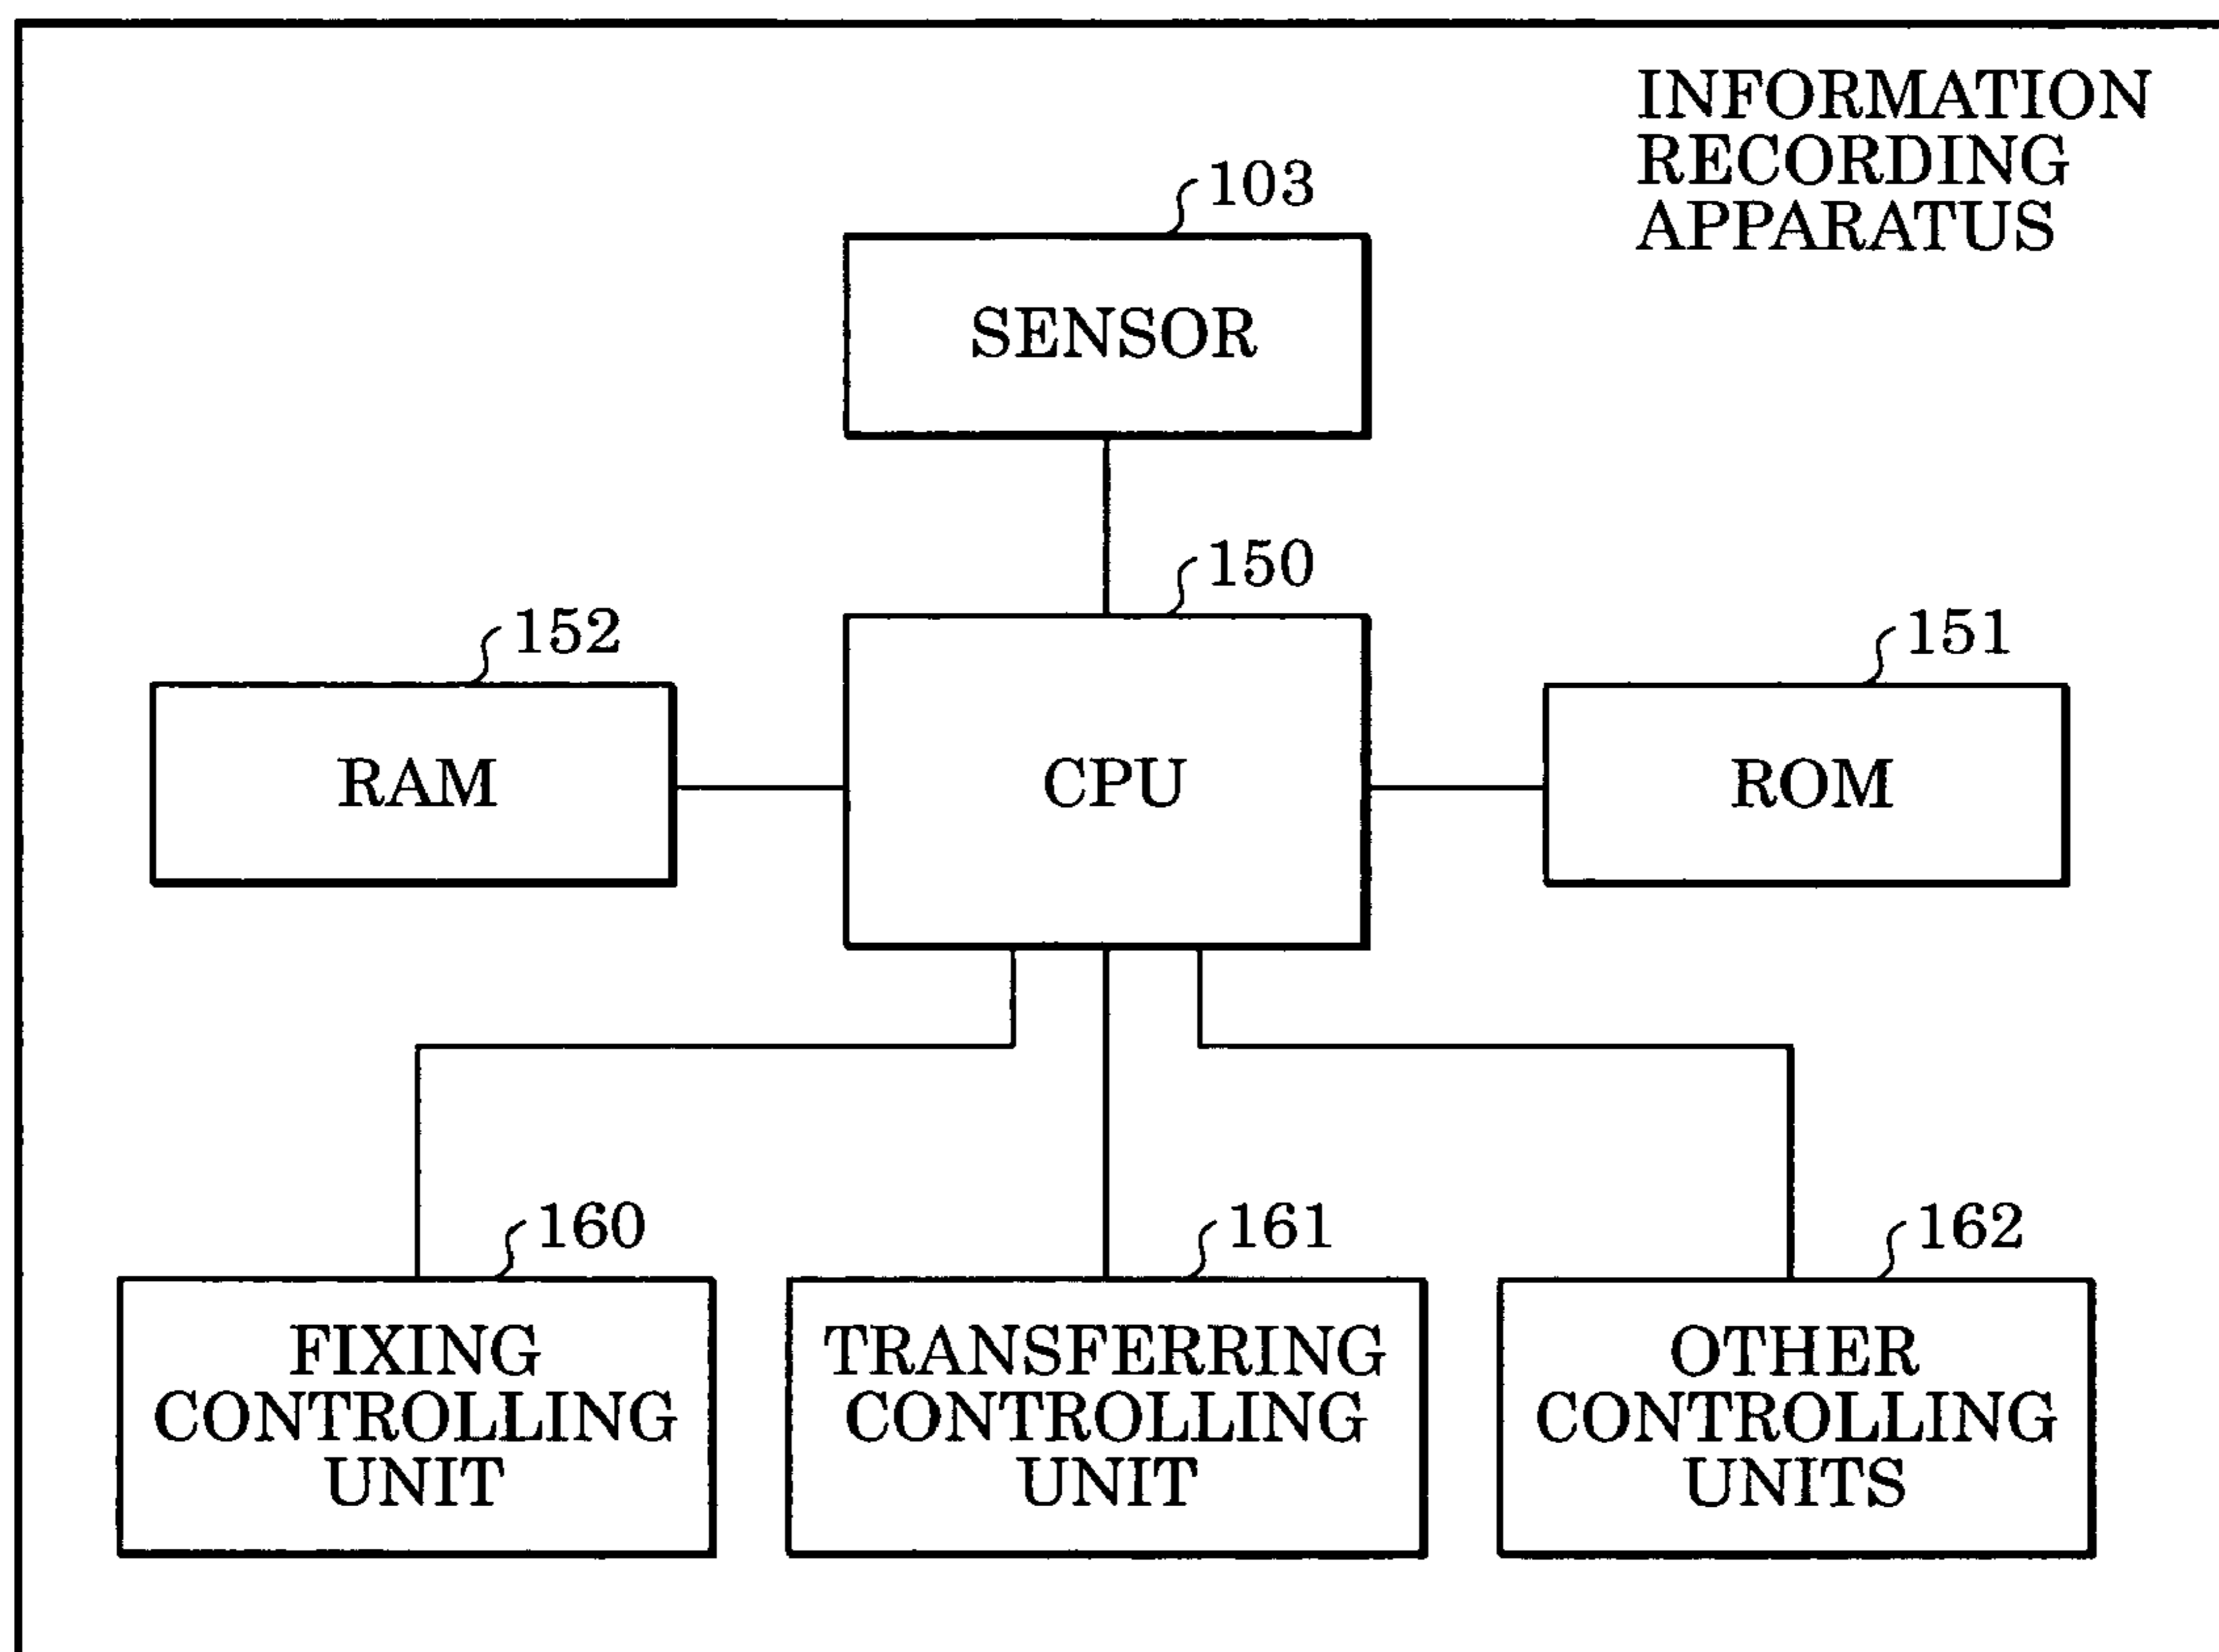 INFORMATION
RECORDING
APPARATUS
103
SENSOR
150
CPU
152
RAM
151
ROM
160
FIXING
CONTROLLING
UNIT
161
TRANSFERRING
CONTROLLING
UNIT
162
OTHER
CONTROLLING
UNITS